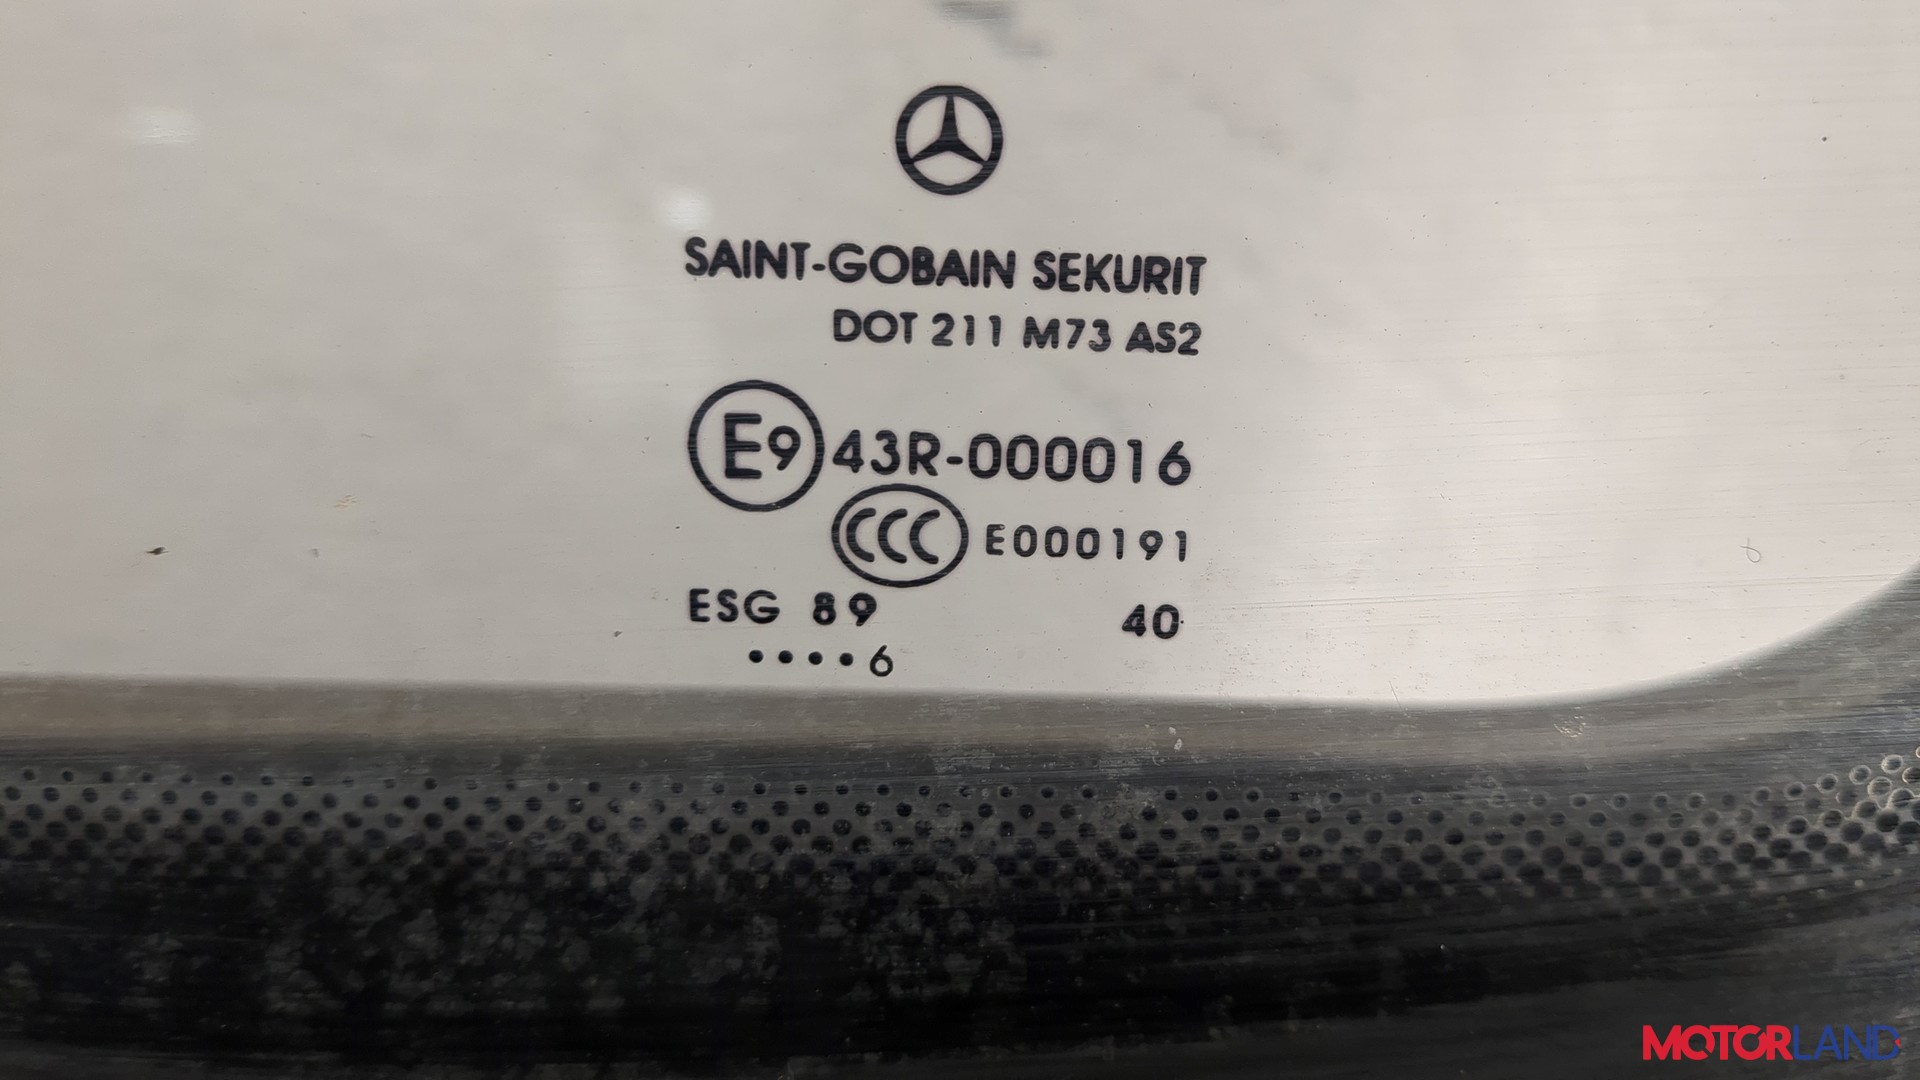 SAINT-GOBAIN SEKURIT
DOT 211 M73 AS2
E9 43R-000016
CCC E000191
ESG 89 40
····6
MOTORLAND